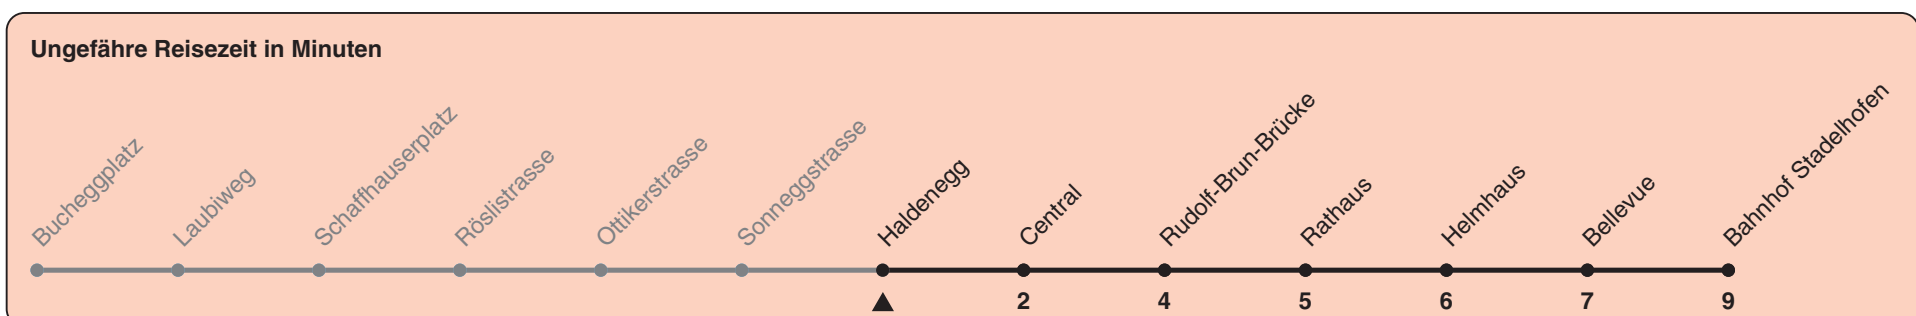 Ungefähre Reisezeit in Minuten
Bucheggplatz
Laubiweg
Schaffhauserplatz
Röslistrasse
Ottikerstrasse
Sonneggstrasse
Haldenegg
Central
Rudolf-Brun-Brücke
Rathaus
Helmhaus
Bellevue
Bahnhof Stadelhofen
2 4 5 6 7 9